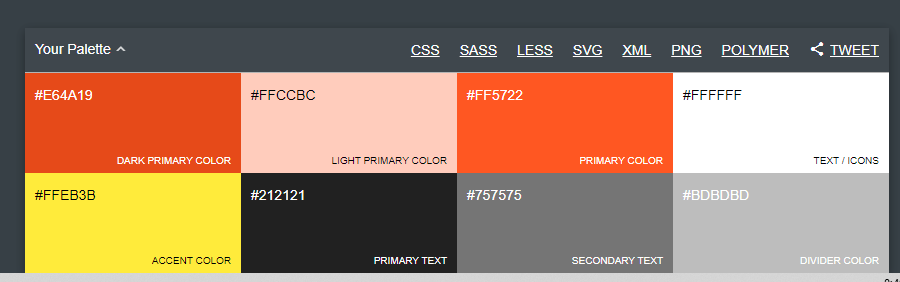 Your Palette CSS SASS LESS SVG XML PNG POLYMER TWEET
#E64A19 #FFCCBC #FF5722 #FFFFFF
DARK PRIMARY COLOR LIGHT PRIMARY COLOR PRIMARY COLOR TEXT / ICONS
#FFEB3B #212121 #757575 #BDBDBD
ACCENT COLOR PRIMARY TEXT SECONDARY TEXT DIVIDER COLOR